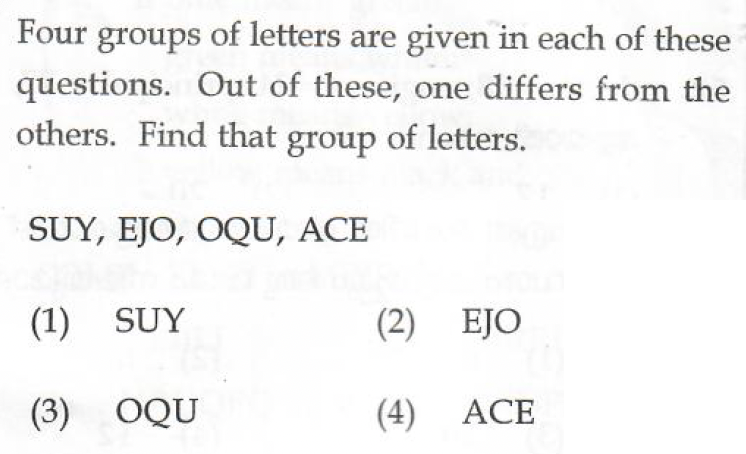 Four groups of letters are given in each of these
questions. Out of these, one differs from the
others. Find that group of letters.
SUY, EJO, OQU, ACE
(1) SUY (2) EJO
(3) OQU (4) ACE